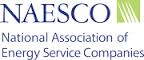 NAESCO
National Association of
Energy Service Companies